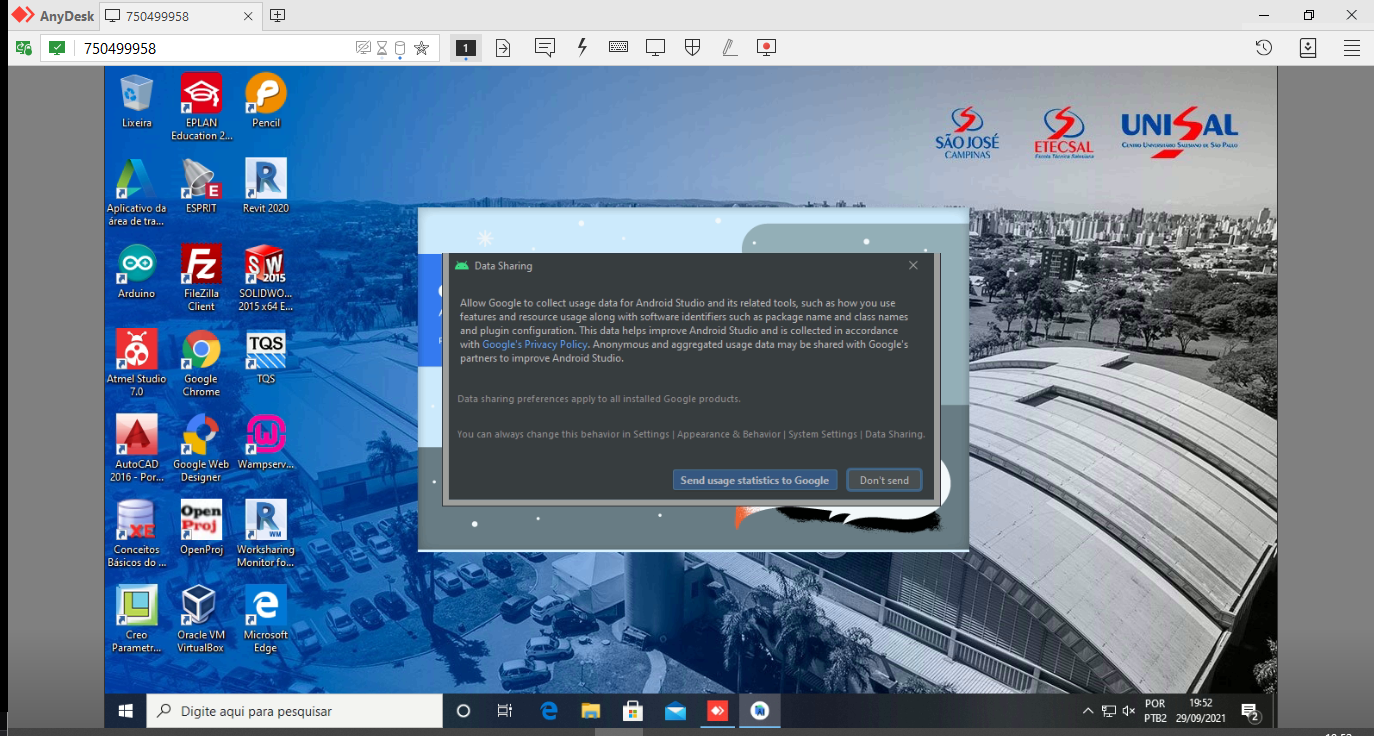 AnyDesk
750499958
750499958
1
Lixeira
EPLAN
Education 2...
Pencil
Aplicativo da
área de tra...
ESPRIT
Revit 2020
Arduino
FileZilla
Client
SOLIDWO...
2015 x64 E...
Atmel Studio
7.0
Google
Chrome
TQS
TQS
AutoCAD
2016 - Por...
Google Web
Designer
Wampserv...
Conceitos
Básicos do ...
Open
Proj
OpenProj
Worksharing
Monitor fo...
Creo
Parametr...
Oracle VM
VirtualBox
Microsoft
Edge
SÃO JOSÉ
CAMPINAS
ETECSAL
Escola Técnica Salesiana
UNISAL
Centro Universitário Salesiano de São Paulo
Data Sharing
Allow Google to collect usage data for Android Studio and its related tools, such as how you use
features and resource usage along with software identifiers such as package name and class names
and plugin configuration. This data helps improve Android Studio and is collected in accordance
with Google's Privacy Policy. Anonymous and aggregated usage data may be shared with Google's
partners to improve Android Studio.
Data sharing preferences apply to all installed Google products.
You can always change this behavior in Settings | Appearance & Behavior | System Settings | Data Sharing.
Send usage statistics to Google
Don't send
Digite aqui para pesquisar
POR
PTB2
19:52
29/09/2021
2